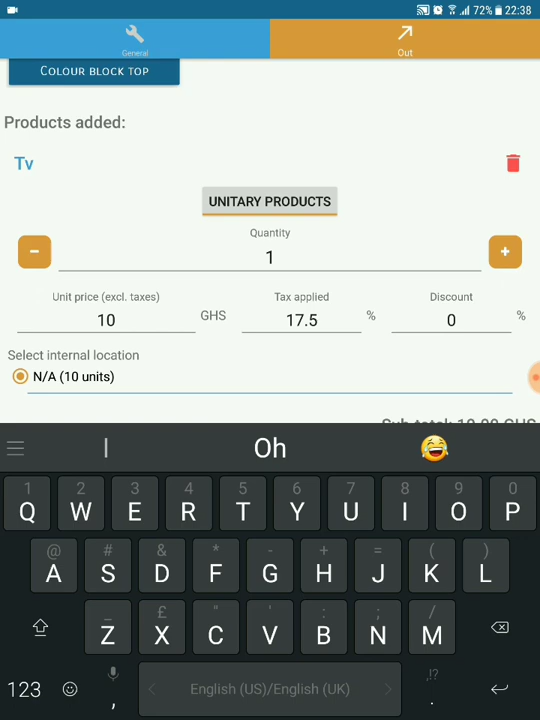 72% 22:38
General
Out
COLOUR BLOCK TOP
Products added:
Tv
UNITARY PRODUCTS
Quantity
- 1 +
Unit price (excl. taxes) Tax applied Discount
10 GHS 17.5 % 0 %
Select internal location
N/A (10 units)
Sub total: 10.00 GHS
I Oh 😂
1 2 3 4 5 6 7 8 9 0
Q W E R T Y U I O P
@ # & * - + = ( )
A S D F G H J K L
_ £ " ' : ; /
Z X C V B N M
,!?
123 , English (US)/English (UK) .